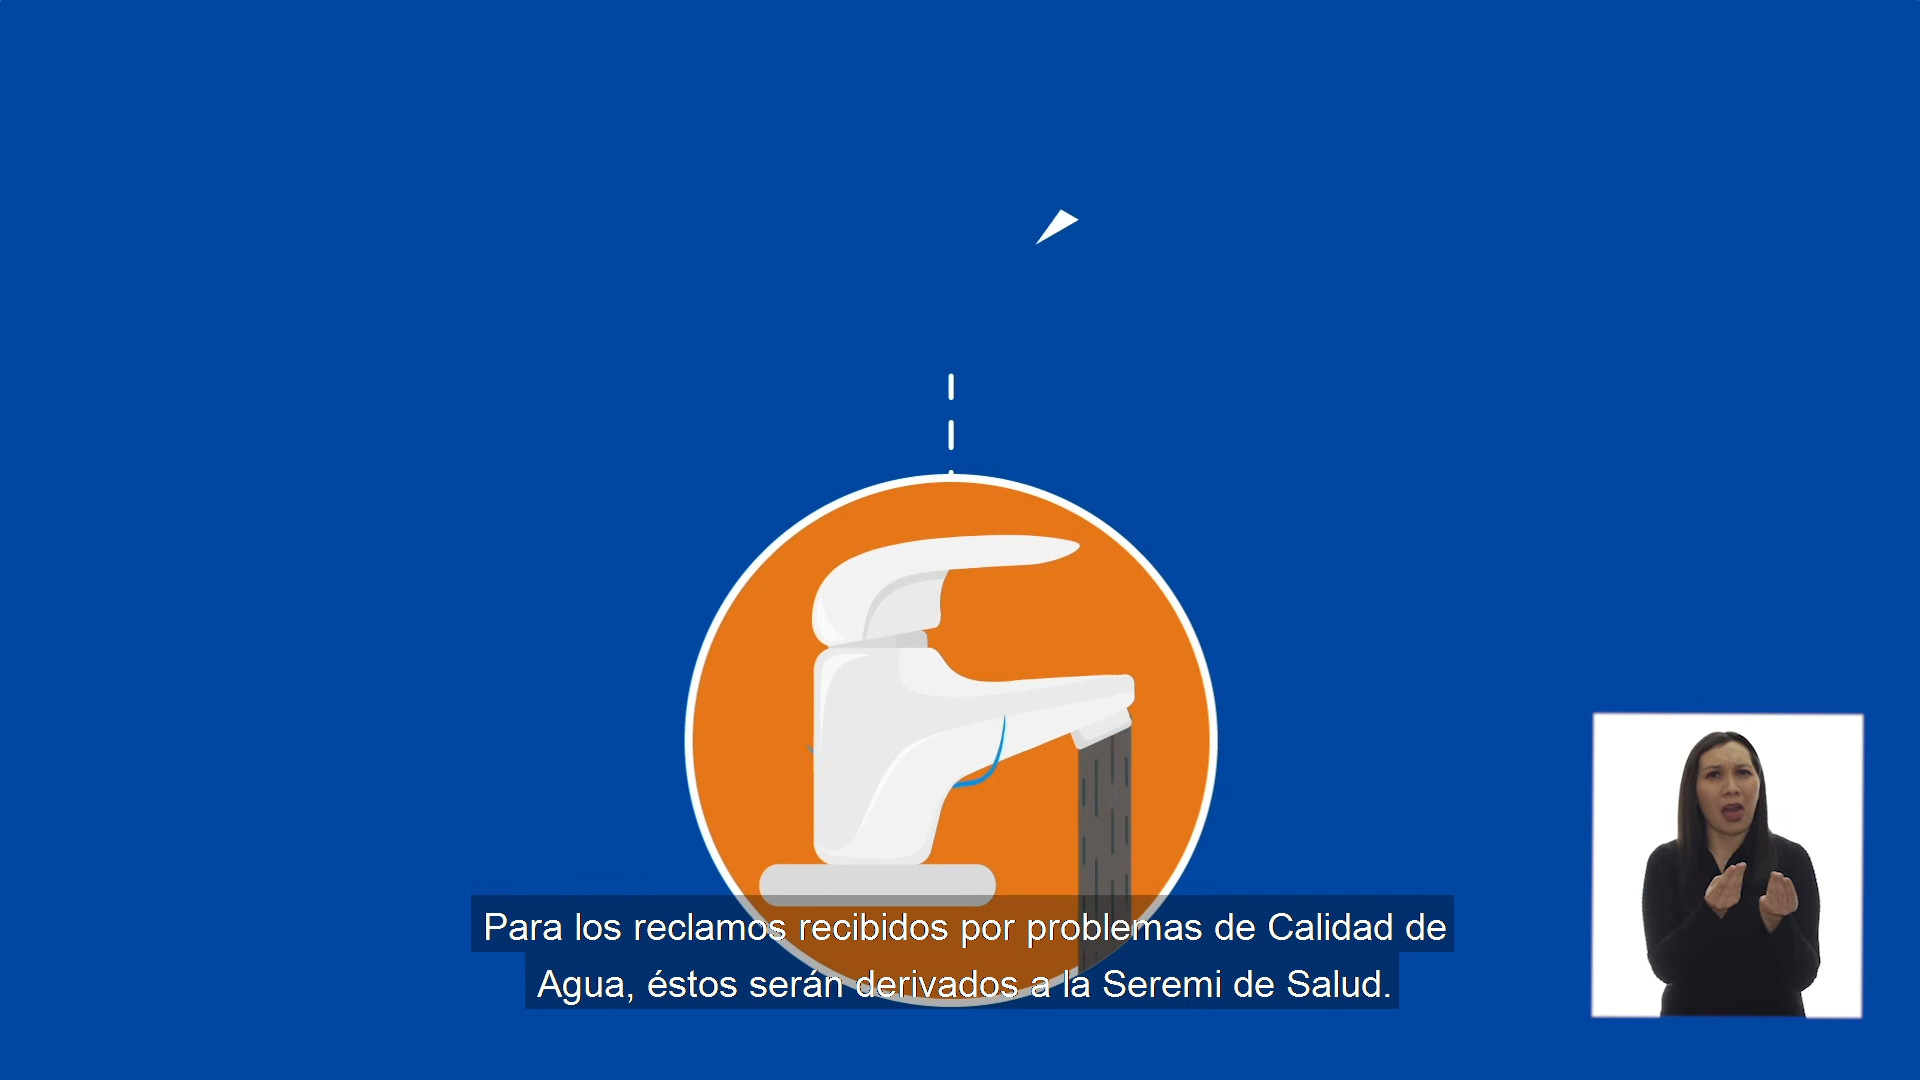 Para los reclamos recibidos por problemas de Calidad de
Agua, éstos serán derivados a la Seremi de Salud.